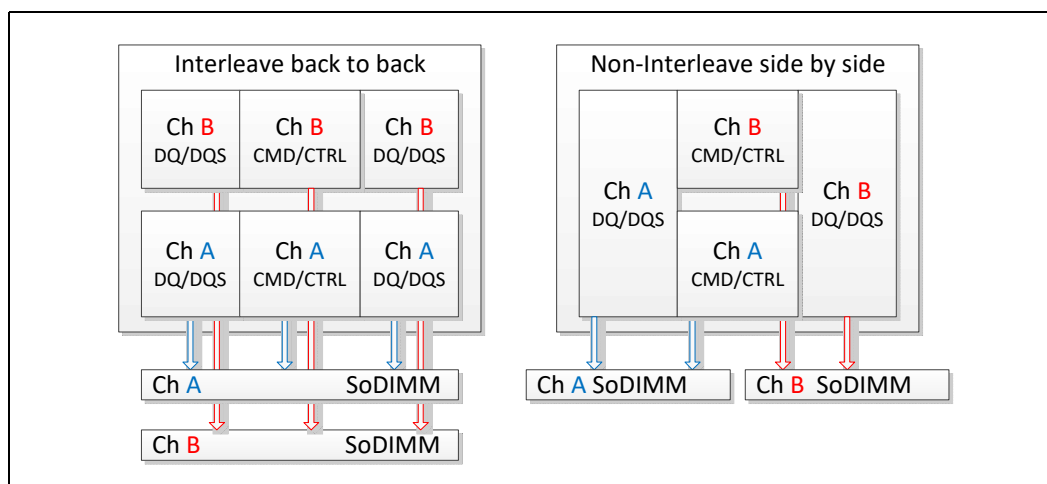 Interleave back to back
Ch B
DQ/DQS
Ch B
CMD/CTRL
Ch B
DQ/DQS
Ch A
DQ/DQS
Ch A
CMD/CTRL
Ch A
DQ/DQS
Ch A SoDIMM
Ch B SoDIMM
Non-Interleave side by side
Ch A
DQ/DQS
Ch B
CMD/CTRL
Ch A
CMD/CTRL
Ch B
DQ/DQS
Ch A SoDIMM
Ch B SoDIMM